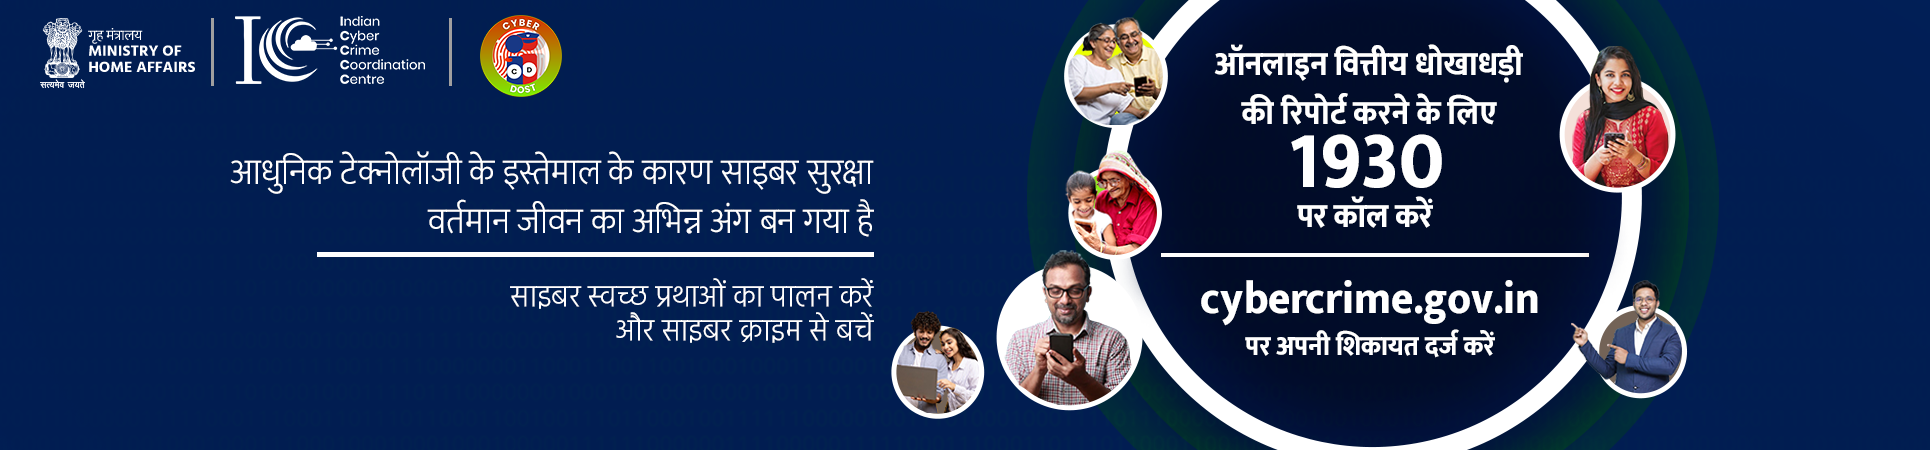 गृह मंत्रालय
MINISTRY OF
HOME AFFAIRS
सत्यमेव जयते
Indian
Cyber
Crime
Coordination
Centre
CYBER
CD
DOST
आधुनिक टेक्नोलॉजी के इस्तेमाल के कारण साइबर सुरक्षा
वर्तमान जीवन का अभिन्न अंग बन गया है
साइबर स्वच्छ प्रथाओं का पालन करें
और साइबर क्राइम से बचें
ऑनलाइन वित्तीय धोखाधड़ी
की रिपोर्ट करने के लिए
1930
पर कॉल करें
cybercrime.gov.in
पर अपनी शिकायत दर्ज करें